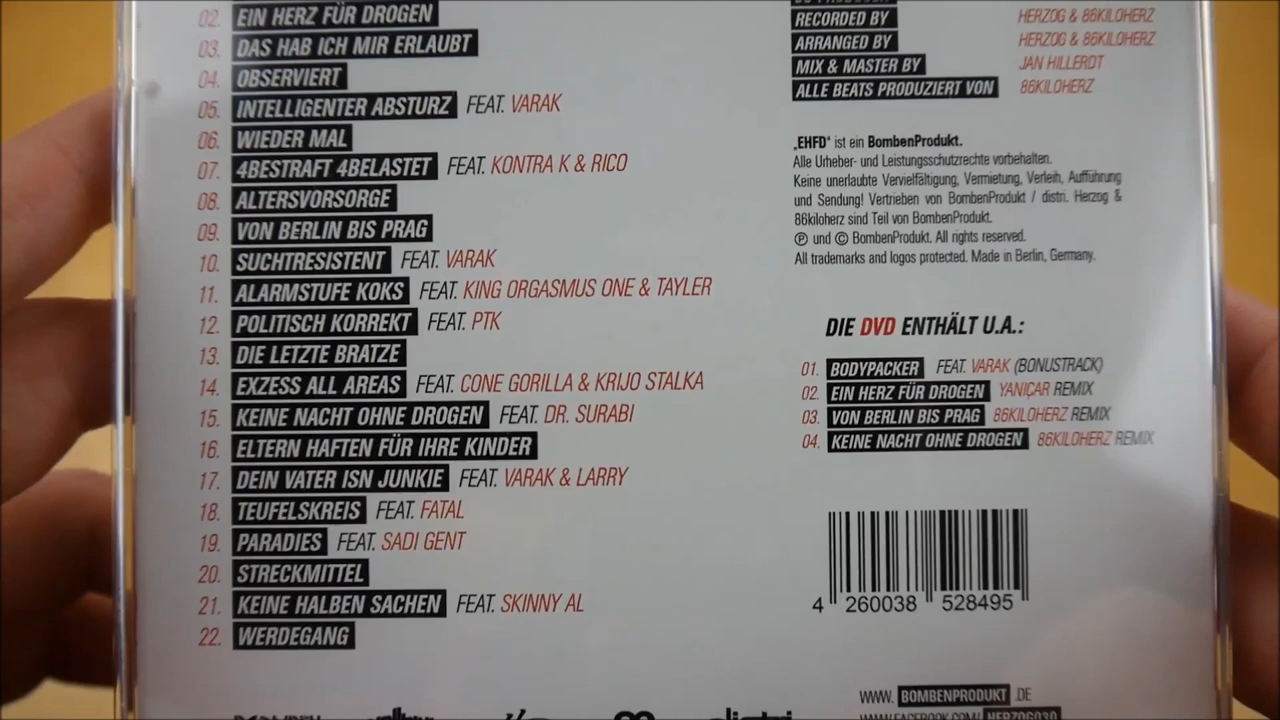 02. EIN HERZ FÜR DROGEN
03. DAS HAB ICH MIR ERLAUBT
04. OBSERVIERT
05. INTELLIGENTER ABSTURZ FEAT. VARAK
06. WIEDER MAL
07. 4BESTRAFT 4BELASTET FEAT. KONTRA K & RICO
08. ALTERSVORSORGE
09. VON BERLIN BIS PRAG
10. SUCHTRESISTENT FEAT. VARAK
11. ALARMSTUFE KOKS FEAT. KING ORGASMUS ONE & TAYLER
12. POLITISCH KORREKT FEAT. PTK
13. DIE LETZTE BRATZE
14. EXZESS ALL AREAS FEAT. CONE GORILLA & KRIJO STALKA
15. KEINE NACHT OHNE DROGEN FEAT. DR. SURABI
16. ELTERN HAFTEN FÜR IHRE KINDER
17. DEIN VATER ISN JUNKIE FEAT. VARAK & LARRY
18. TEUFELSKREIS FEAT. FATAL
19. PARADIES FEAT. SADI GENT
20. STRECKMITTEL
21. KEINE HALBEN SACHEN FEAT. SKINNY AL
22. WERDEGANG
RECORDED BY HERZOG & 86KILOHERZ
ARRANGED BY HERZOG & 86KILOHERZ
MIX & MASTER BY JAN HILLERDT
ALLE BEATS PRODUZIERT VON 86KILOHERZ
„EHFD“ ist ein BombenProdukt.
Alle Urheber- und Leistungsschutzrechte vorbehalten.
Keine unerlaubte Vervielfältigung, Vermietung, Verleih, Aufführung
und Sendung! Vertrieben von BombenProdukt / distri. Herzog &
86kiloherz sind Teil von BombenProdukt.
℗ und © BombenProdukt. All rights reserved.
All trademarks and logos protected. Made in Berlin, Germany.
DIE DVD ENTHÄLT U.A.:
01. BODYPACKER FEAT. VARAK (BONUSTRACK)
02. EIN HERZ FÜR DROGEN YANIÇAR REMIX
03. VON BERLIN BIS PRAG 86KILOHERZ REMIX
04. KEINE NACHT OHNE DROGEN 86KILOHERZ REMIX
4 260038 528495
WWW. BOMBENPRODUKT .DE
WWW.FACEBOOK.COM/ HERZOG030